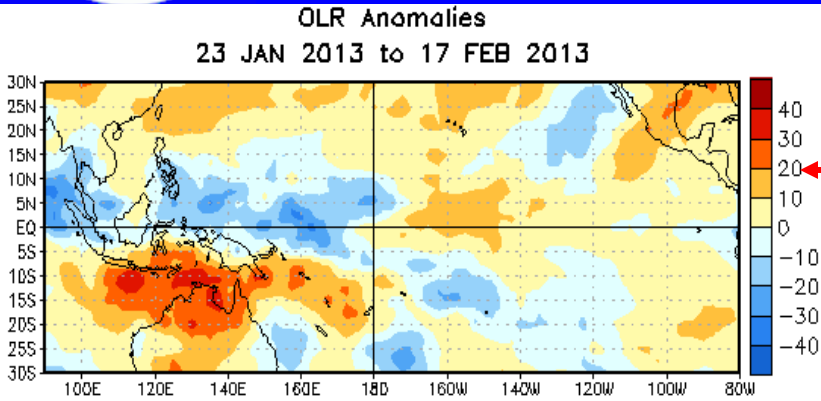 OLR Anomalies
23 JAN 2013 to 17 FEB 2013
30N
25N
20N
15N
10N
5N
EQ
5S
10S
15S
20S
25S
30S
100E 120E 140E 160E 180 160W 140W 120W 100W 80W
40
30
20
10
0
-10
-20
-30
-40